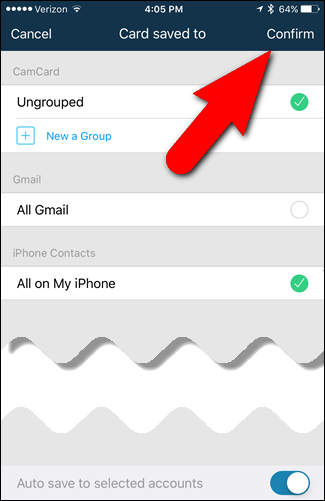 Verizon 4:05 PM 64%
Cancel Card saved to Confirm
CamCard
Ungrouped
New a Group
Gmail
All Gmail
iPhone Contacts
All on My iPhone
Auto save to selected accounts